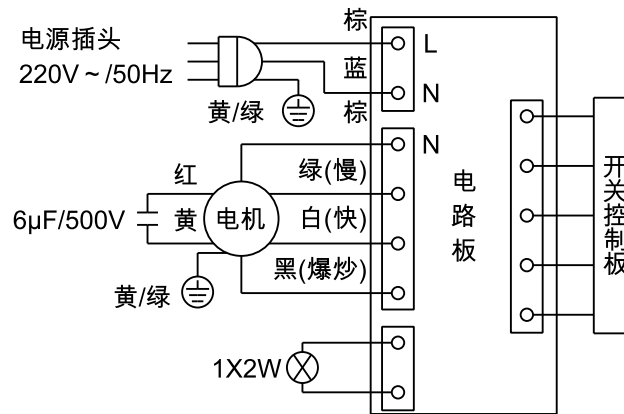 棕
电源插头
L
220V～/50Hz
蓝
N
黄/绿
棕
N
红
绿(慢)
6μF/500V
黄
电机
白(快)
黑(爆炒)
黄/绿
1X2W
电路板
开关控制板